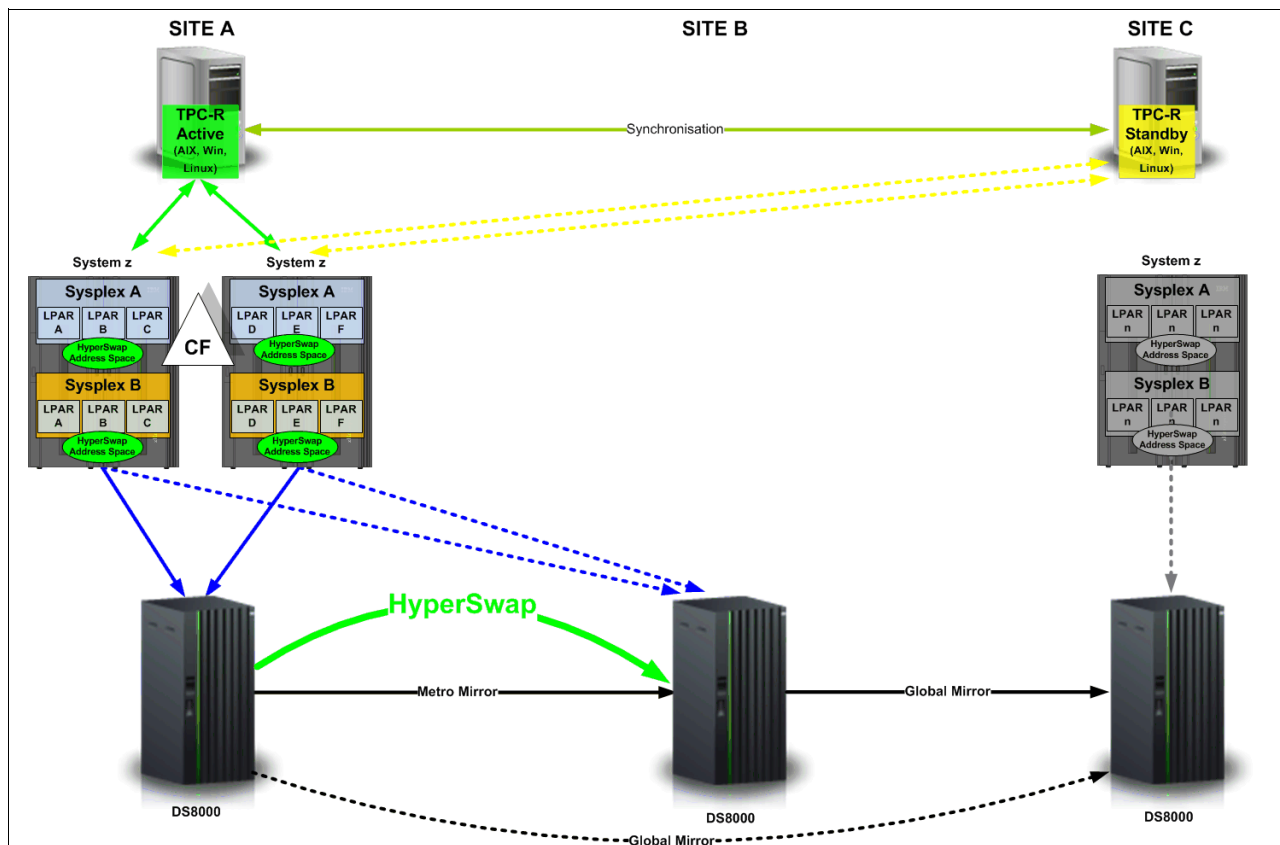 SITE A
SITE B
SITE C
TPC-R
Active
(AIX, Win,
Linux)
Synchronisation
TPC-R
Standby
(AIX, Win,
Linux)
System z
System z
System z
Sysplex A
LPAR
A
LPAR
B
LPAR
C
HyperSwap
Address Space
Sysplex B
LPAR
A
LPAR
B
LPAR
C
HyperSwap
Address Space
CF
Sysplex A
LPAR
D
LPAR
E
LPAR
F
HyperSwap
Address Space
Sysplex B
LPAR
D
LPAR
E
LPAR
F
HyperSwap
Address Space
Sysplex A
LPAR
n
LPAR
n
LPAR
n
HyperSwap
Address Space
Sysplex B
LPAR
n
LPAR
n
LPAR
n
HyperSwap
Address Space
HyperSwap
Metro Mirror
Global Mirror
DS8000
DS8000
DS8000
Global Mirror